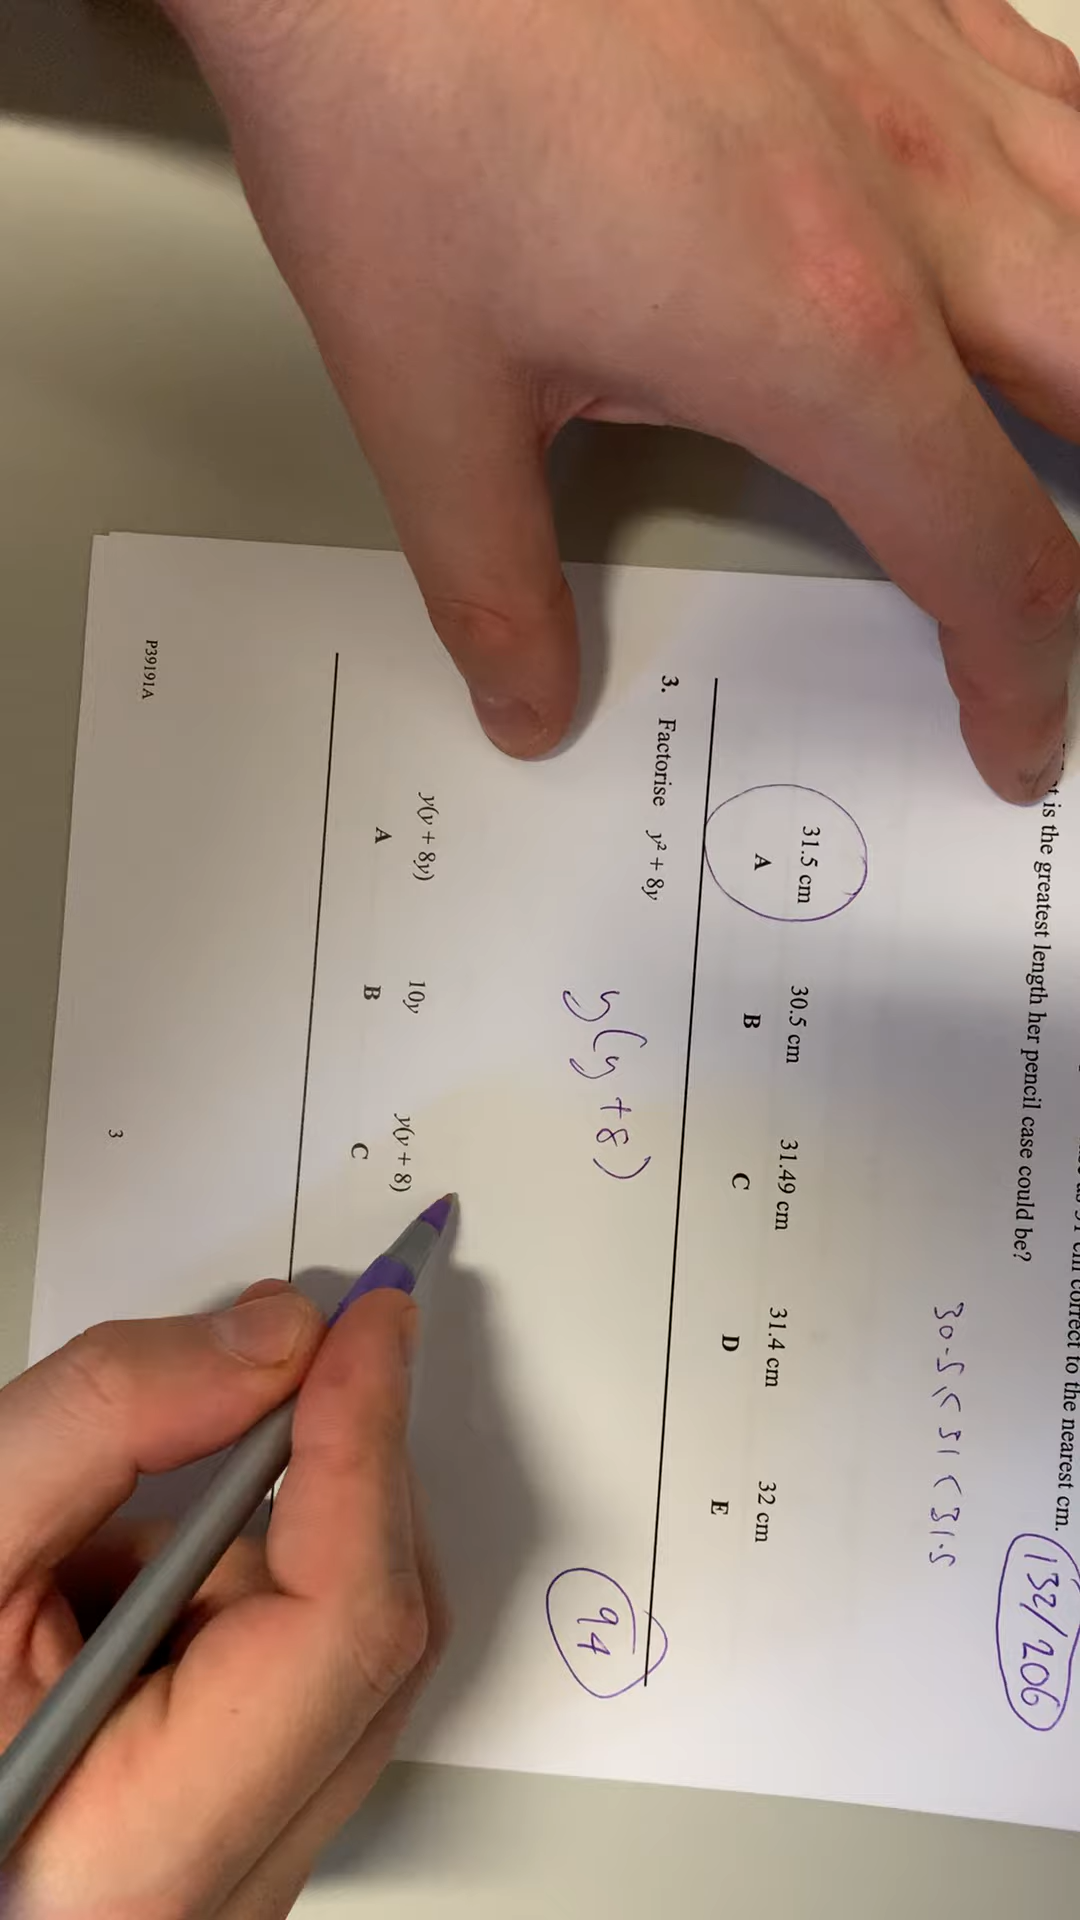 correct to the nearest cm.
is the greatest length her pencil case could be?
132/206
30.5 ≤ 31 < 31.5
31.5 cm 30.5 cm 31.49 cm 31.4 cm 32 cm
A B C D E
3. Factorise y² + 8y
94
y(y + 8)
y(y + 8y) 10y y(y + 8)
A B C
P39191A 3